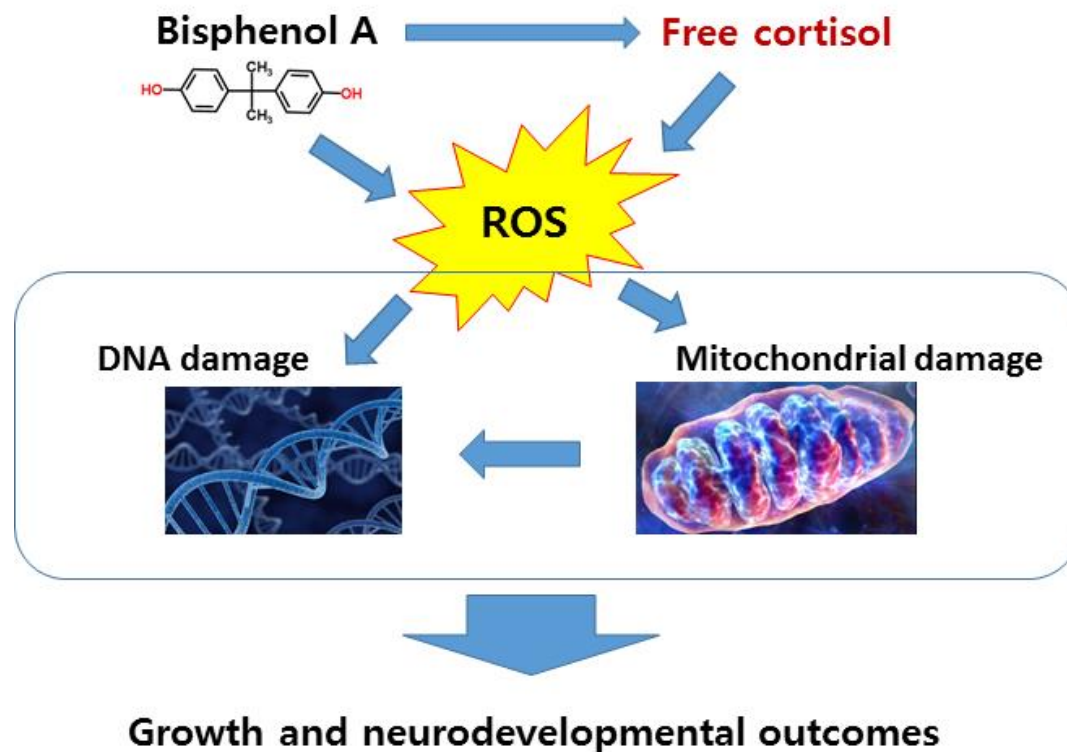 Bisphenol A
Free cortisol
CH₃
HO
OH
CH₃
ROS
DNA damage
Mitochondrial damage
Growth and neurodevelopmental outcomes